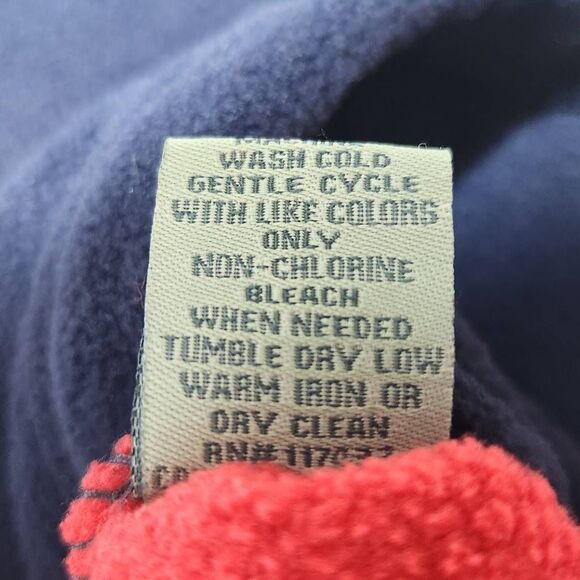 WASH COLD
GENTLE CYCLE
WITH LIKE COLORS
ONLY
NON-CHLORINE
BLEACH
WHEN NEEDED
TUMBLE DRY LOW
WARM IRON OR
DRY CLEAN